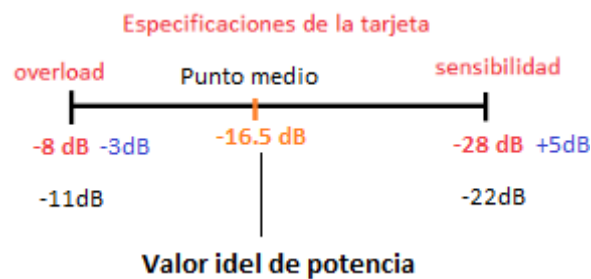 Especificaciones de la tarjeta
overload Punto medio sensibilidad
-8 dB -3dB -16.5 dB -28 dB +5dB
-11dB -22dB
Valor idel de potencia